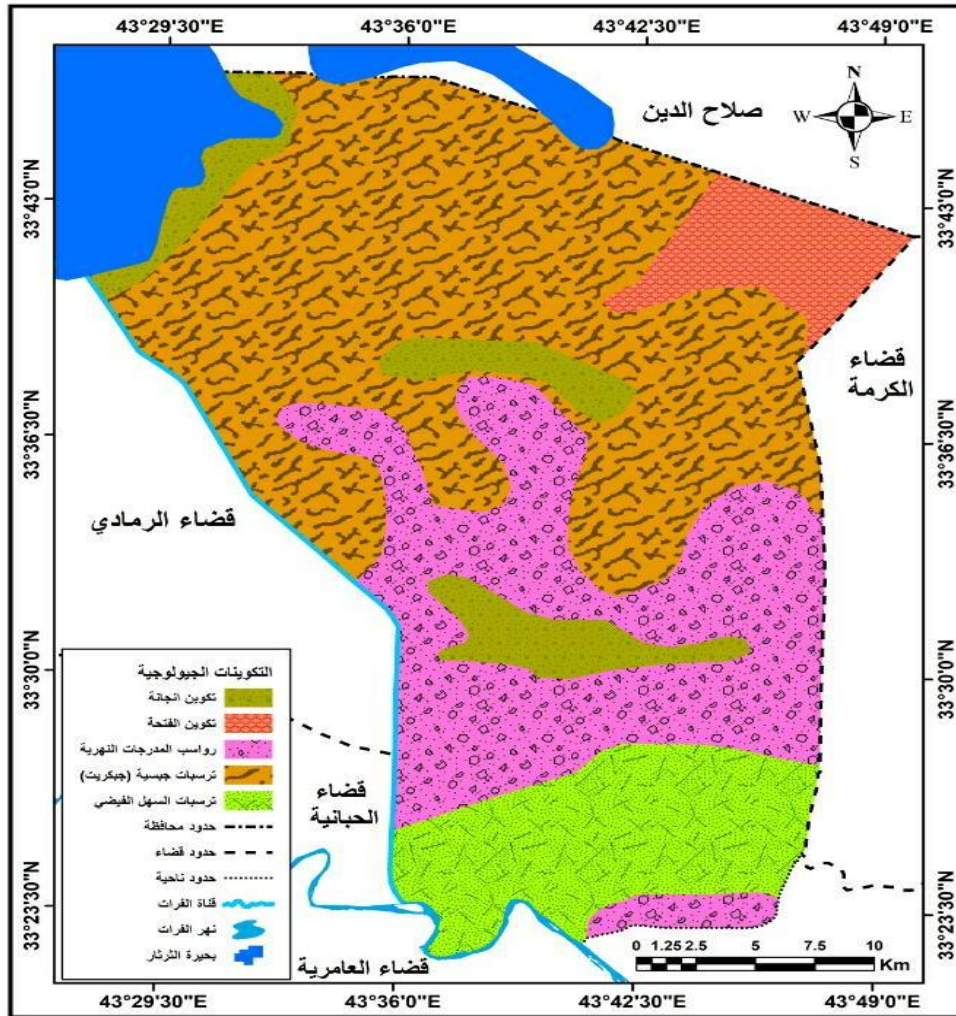 43°29'30"E 43°36'0"E 43°42'30"E 43°49'0"E
N
W E
S
صلاح الدين
33°43'0"N
33°43'0"N
قضاء
الكرمة
33°36'30"N
33°36'30"N
قضاء الرمادي
33°30'0"N
33°30'0"N
التكوينات الجيولوجية
تكوين انجانة
تكوين الفتحة
رواسب المدرجات النهرية
ترسبات جبسية (جبكريت)
ترسبات السهل الفيضي
حدود محافظة
حدود قضاء
حدود ناحية
قناة الفرات
نهر الفرات
بحيرة الثرثار
قضاء
الحبانية
33°23'30"N
33°23'30"N
قضاء العامرية
0 1.25 2.5 5 7.5 10
Km
43°29'30"E 43°36'0"E 43°42'30"E 43°49'0"E